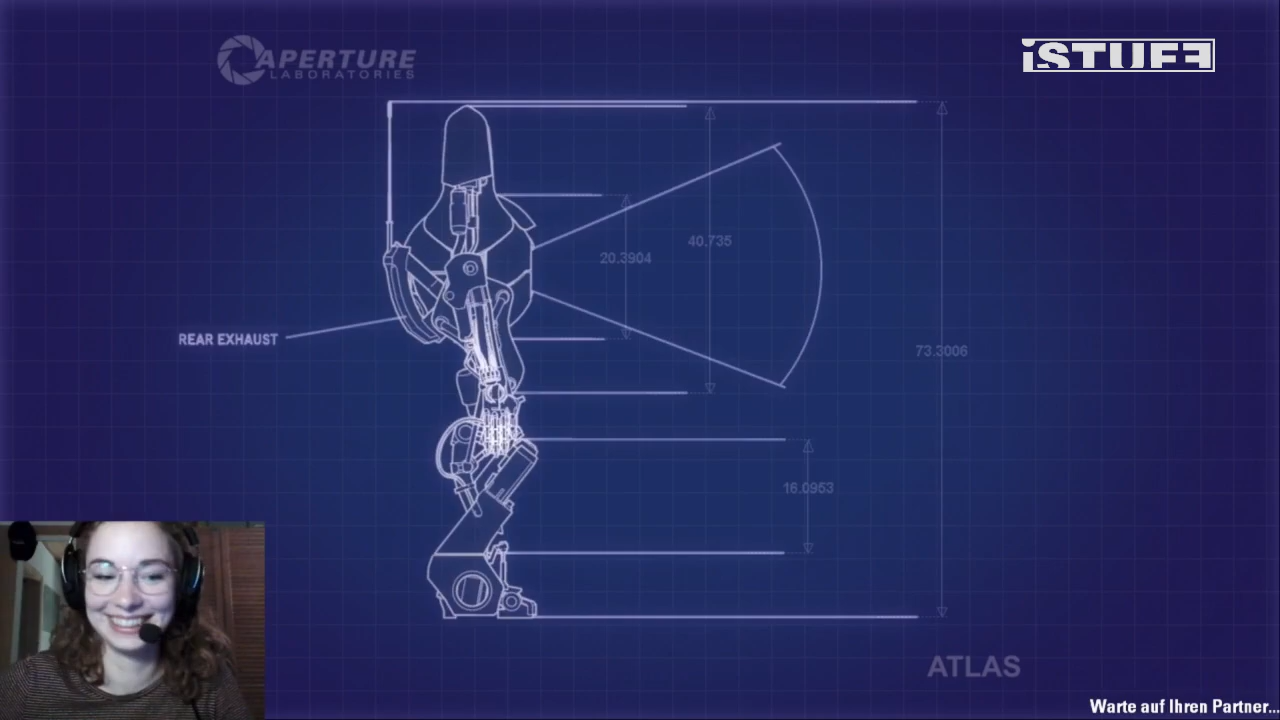 APERTURE
LABORATORIES
iSTUFF
40.735
20.3904
REAR EXHAUST
73.3006
16.0953
ATLAS
Warte auf Ihren Partner...